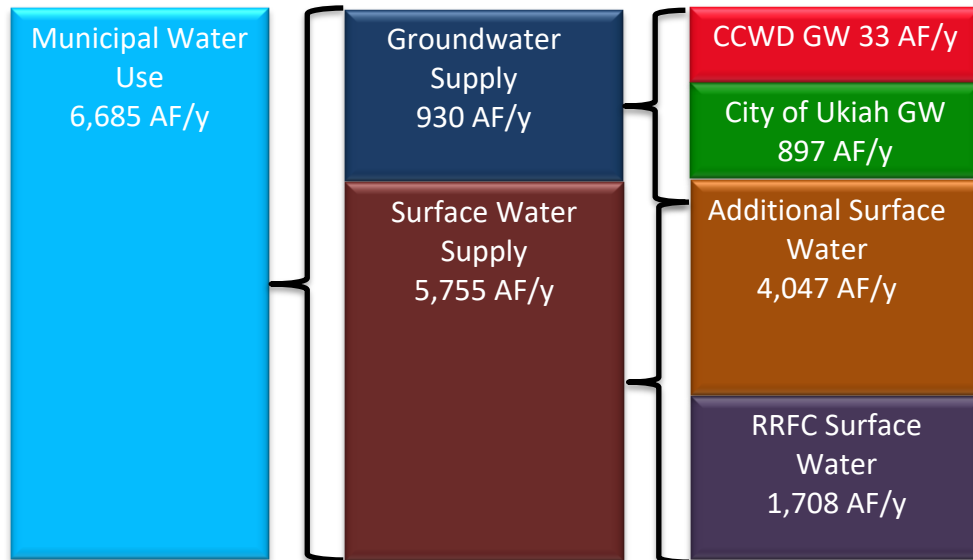 Municipal Water
Use
6,685 AF/y
Groundwater
Supply
930 AF/y
Surface Water
Supply
5,755 AF/y
CCWD GW 33 AF/y
City of Ukiah GW
897 AF/y
Additional Surface
Water
4,047 AF/y
RRFC Surface
Water
1,708 AF/y